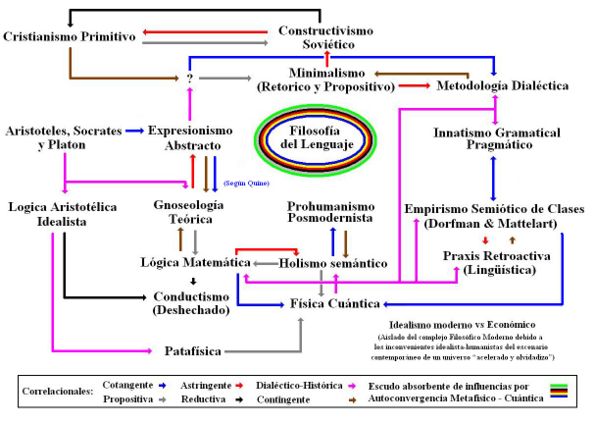 Cristianismo Primitivo
Constructivismo
Soviético
?
Minimalismo
(Retorico y Propositivo)
Metodología Dialéctica
Aristoteles, Socrates
y Platon
Expresionismo
Abstracto
Filosofía
del Lenguaje
Innatismo Gramatical
Pragmático
(Según Quine)
Logica Aristotélica
Idealista
Gnoseología
Teórica
Prohumanismo
Posmodernista
Empirismo Semiótico de Clases
(Dorfman & Mattelart)
Lógica Matemática
Holismo semántico
Praxis Retroactiva
(Lingüística)
Conductismo
(Deshechado)
Física Cuántica
Patafísica
Idealismo moderno vs Económico
(Aislado del complejo Filosófico Moderno debido a
los inconvenientes idealista-humanistas del escenario
contemporáneo de un universo "acelerado y olvidadizo")
Correlacionales:
Cotangente
Astringente
Dialéctico-Histórica
Propositiva
Reductiva
Contingente
Escudo absorbente de influencias por
Autoconvergencia Metafísico - Cuántica